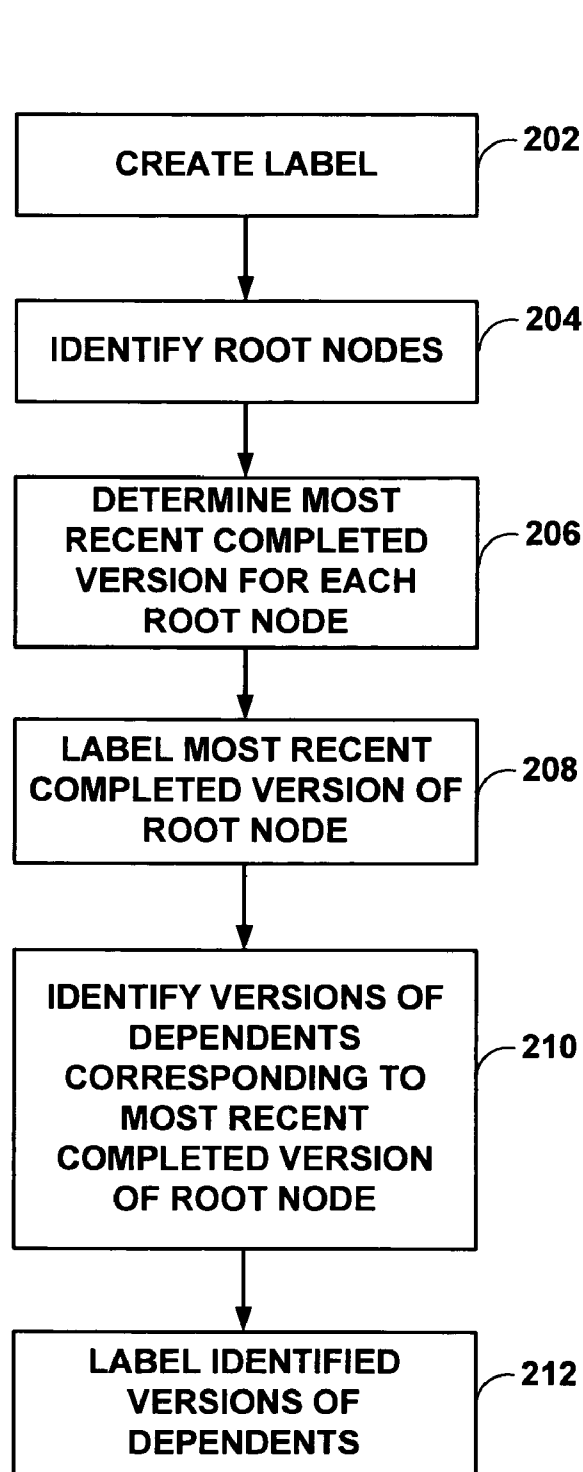 CREATE LABEL
202
IDENTIFY ROOT NODES
204
DETERMINE MOST
RECENT COMPLETED
VERSION FOR EACH
ROOT NODE
206
LABEL MOST RECENT
COMPLETED VERSION OF
ROOT NODE
208
IDENTIFY VERSIONS OF
DEPENDENTS
CORRESPONDING TO
MOST RECENT
COMPLETED VERSION
OF ROOT NODE
210
LABEL IDENTIFIED
VERSIONS OF
DEPENDENTS
212